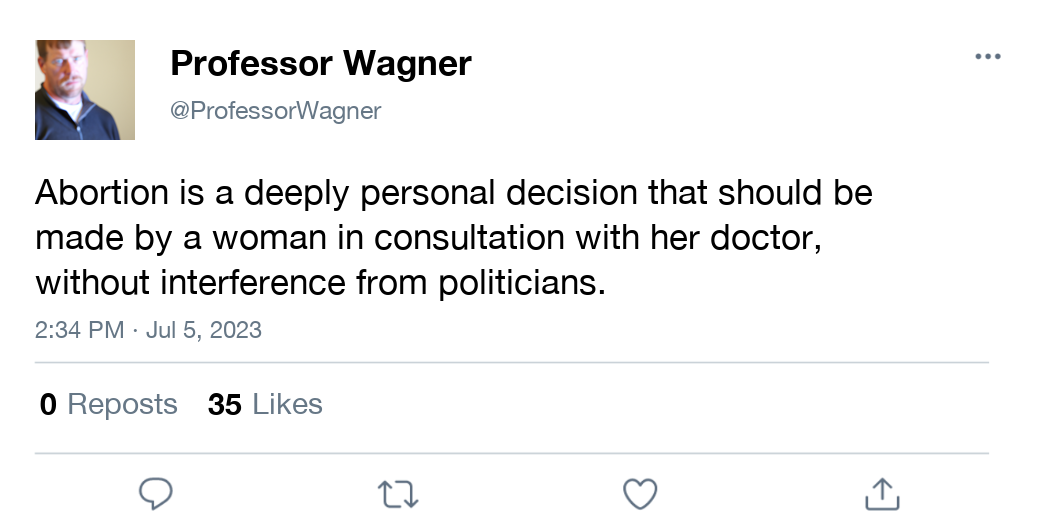 Professor Wagner
@ProfessorWagner
Abortion is a deeply personal decision that should be
made by a woman in consultation with her doctor,
without interference from politicians.
2:34 PM · Jul 5, 2023
0 Reposts 35 Likes